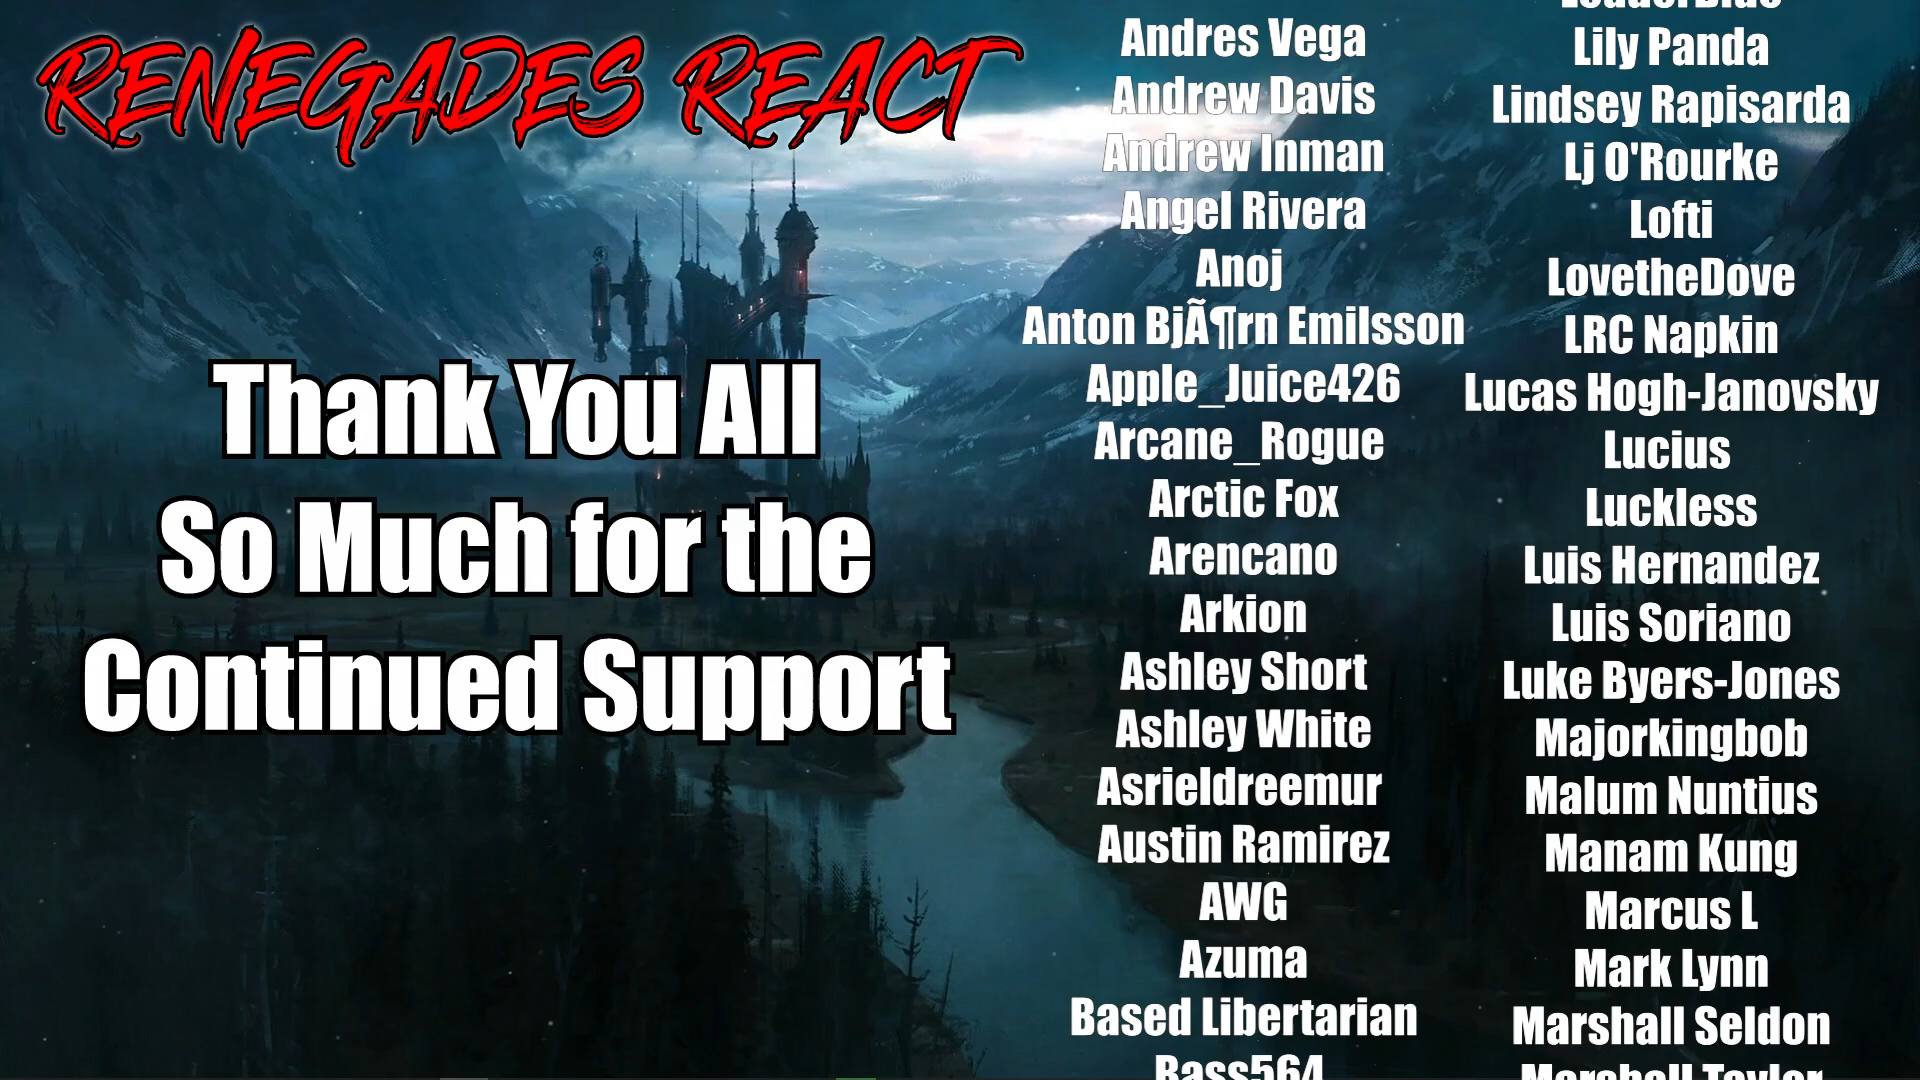 RENEGADES REACT
Thank You All
So Much for the
Continued Support
Andres Vega
Andrew Davis
Andrew Inman
Angel Rivera
Anoj
Anton BjÃ¶rn Emilsson
Apple_Juice426
Arcane_Rogue
Arctic Fox
Arencano
Arkion
Ashley Short
Ashley White
Asrieldreemur
Austin Ramirez
AWG
Azuma
Based Libertarian
Bass564
Lily Panda
Lindsey Rapisarda
Lj O'Rourke
Lofti
LovetheDove
LRC Napkin
Lucas Hogh-Janovsky
Lucius
Luckless
Luis Hernandez
Luis Soriano
Luke Byers-Jones
Majorkingbob
Malum Nuntius
Manam Kung
Marcus L
Mark Lynn
Marshall Seldon
Marshall Taylor